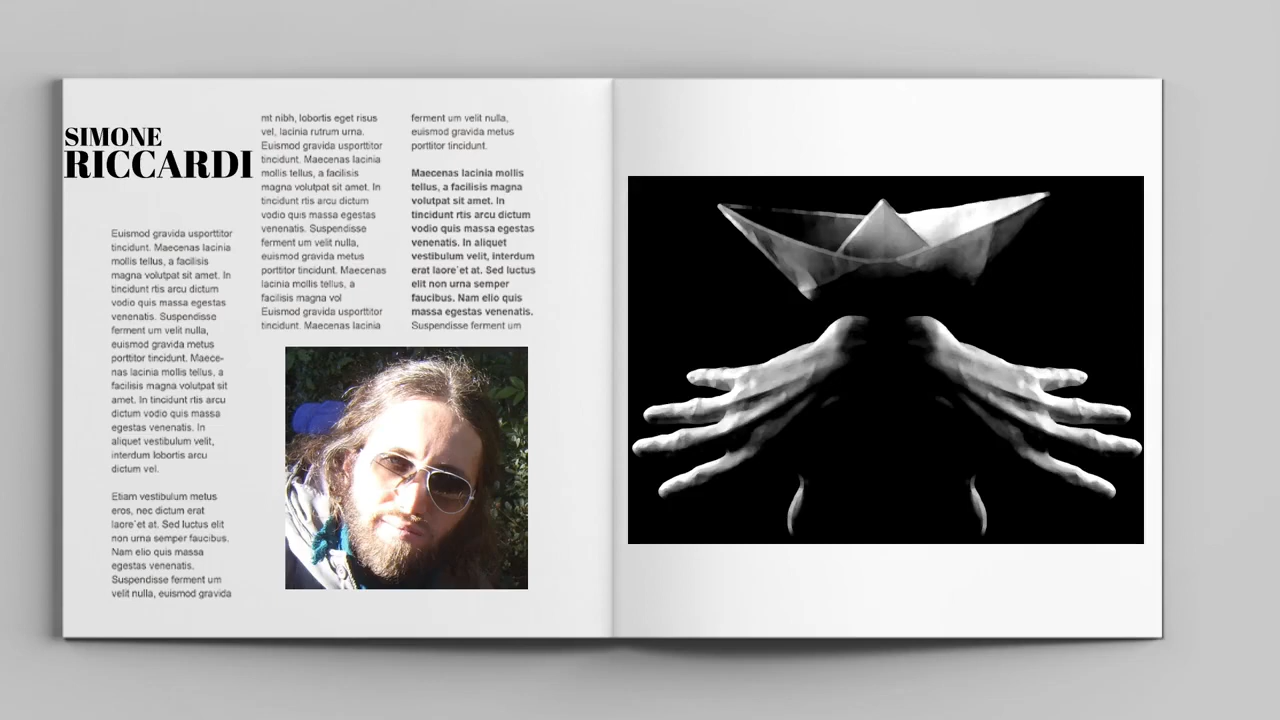 SIMONE
RICCARDI
Euismod gravida usporttitor
tincidunt. Maecenas lacinia
mollis tellus, a facilisis
magna volutpat sit amet. In
tincidunt rtis arcu dictum
vodio quis massa egestas
venenatis. Suspendisse
ferment um velit nulla,
euismod gravida metus
porttitor tincidunt. Maece-
nas lacinia mollis tellus, a
facilisis magna volutpat sit
amet. In tincidunt rtis arcu
dictum vodio quis massa
egestas venenatis. In
aliquet vestibulum velit,
interdum lobortis arcu
dictum vel.
Etiam vestibulum metus
eros, nec dictum erat
laore´et at. Sed luctus elit
non urna semper faucibus.
Nam elio quis massa
egestas venenatis.
Suspendisse ferment um
velit nulla, euismod gravida
mt nibh, lobortis eget risus
vel, lacinia rutrum urna.
Euismod gravida usporttitor
tincidunt. Maecenas lacinia
mollis tellus, a facilisis
magna volutpat sit amet. In
tincidunt rtis arcu dictum
vodio quis massa egestas
venenatis. Suspendisse
ferment um velit nulla,
euismod gravida metus
porttitor tincidunt. Maecenas
lacinia mollis tellus, a
facilisis magna vol
Euismod gravida usporttitor
tincidunt. Maecenas lacinia
ferment um velit nulla,
euismod gravida metus
porttitor tincidunt.
Maecenas lacinia mollis
tellus, a facilisis magna
volutpat sit amet. In
tincidunt rtis arcu dictum
vodio quis massa egestas
venenatis. In aliquet
vestibulum velit, interdum
erat laore´et at. Sed luctus
elit non urna semper
faucibus. Nam elio quis
massa egestas venenatis.
Suspendisse ferment um